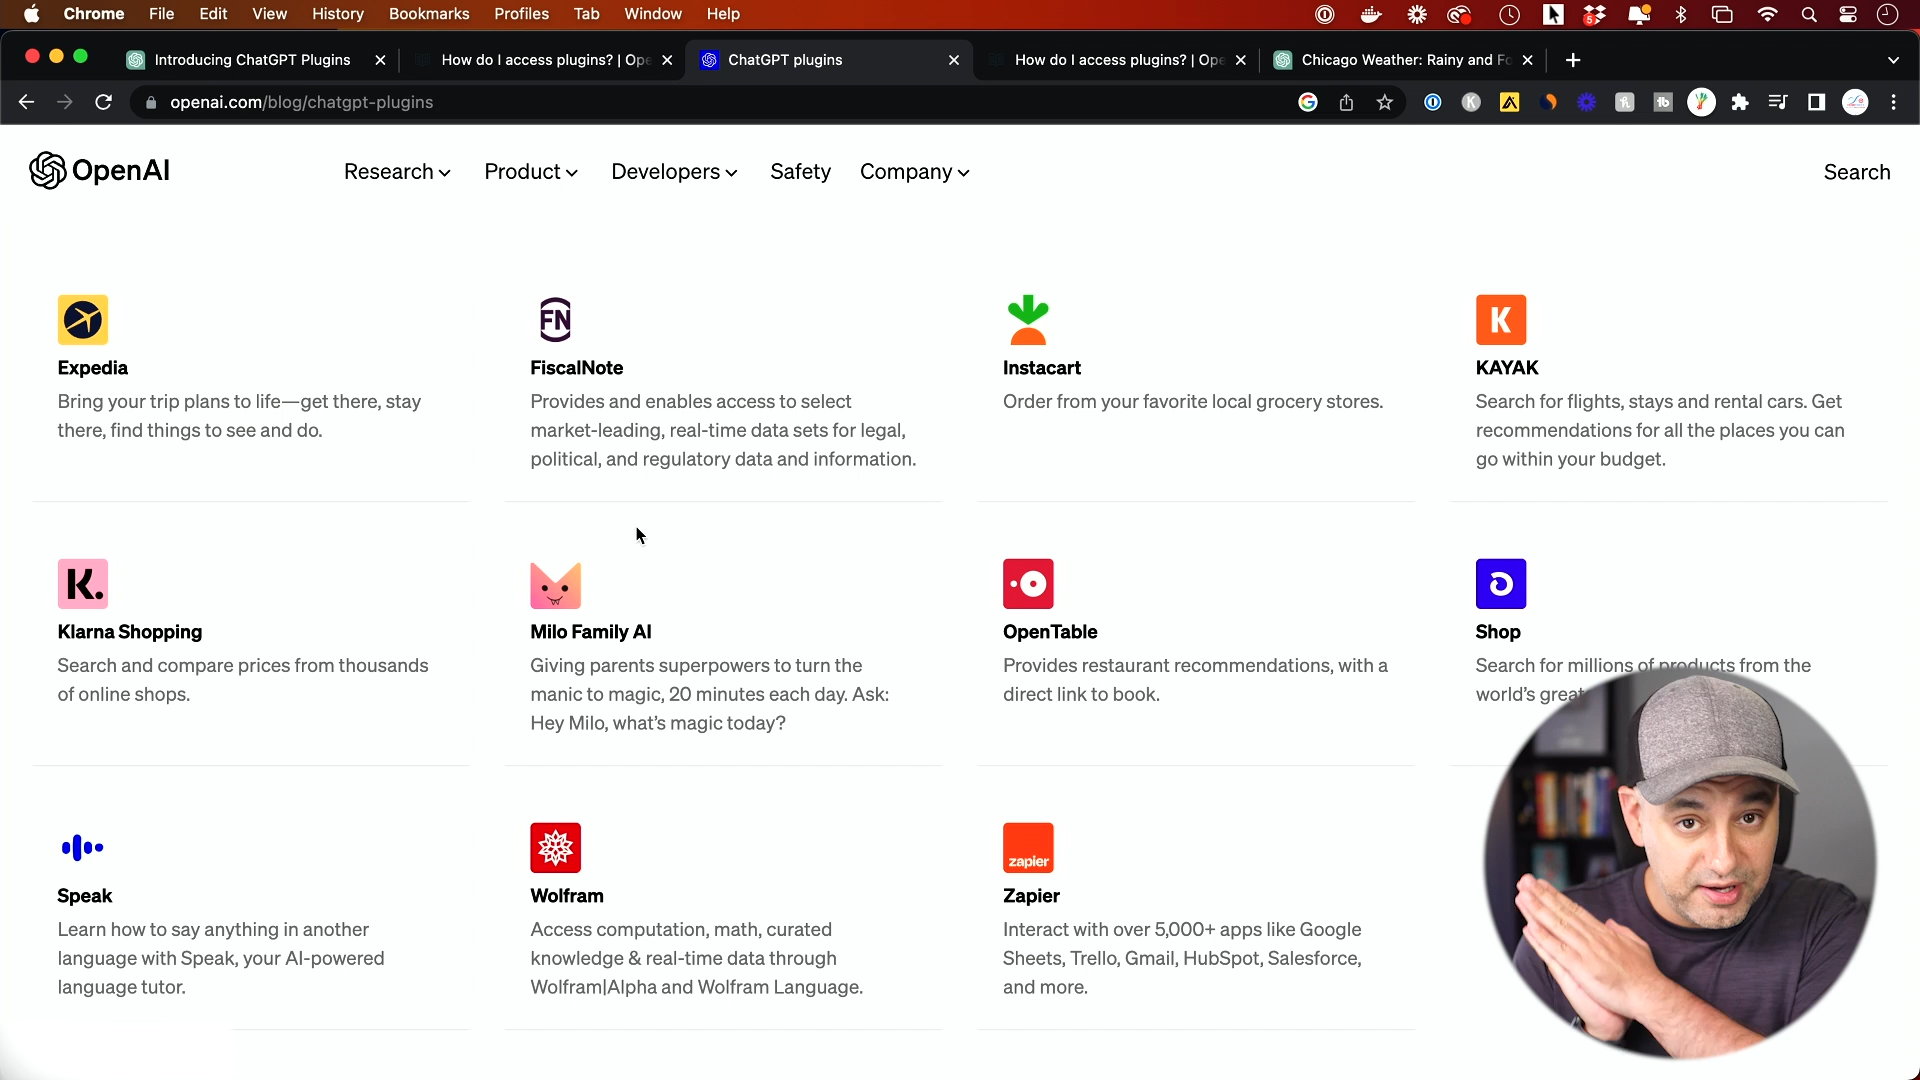 Chrome File Edit View History Bookmarks Profiles Tab Window Help
Introducing ChatGPT Plugins
How do I access plugins? | Ope
ChatGPT plugins
How do I access plugins? | Ope
Chicago Weather: Rainy and Fo
openai.com/blog/chatgpt-plugins
OpenAI
Research Product Developers Safety Company Search
FN
K
Expedia
Bring your trip plans to life—get there, stay
there, find things to see and do.
FiscalNote
Provides and enables access to select
market-leading, real-time data sets for legal,
political, and regulatory data and information.
Instacart
Order from your favorite local grocery stores.
KAYAK
Search for flights, stays and rental cars. Get
recommendations for all the places you can
go within your budget.
K.
Klarna Shopping
Search and compare prices from thousands
of online shops.
Milo Family AI
Giving parents superpowers to turn the
manic to magic, 20 minutes each day. Ask:
Hey Milo, what's magic today?
OpenTable
Provides restaurant recommendations, with a
direct link to book.
Shop
Search for millions of products from the
world's great
Speak
Learn how to say anything in another
language with Speak, your AI-powered
language tutor.
Wolfram
Access computation, math, curated
knowledge & real-time data through
Wolfram|Alpha and Wolfram Language.
zapier
Zapier
Interact with over 5,000+ apps like Google
Sheets, Trello, Gmail, HubSpot, Salesforce,
and more.